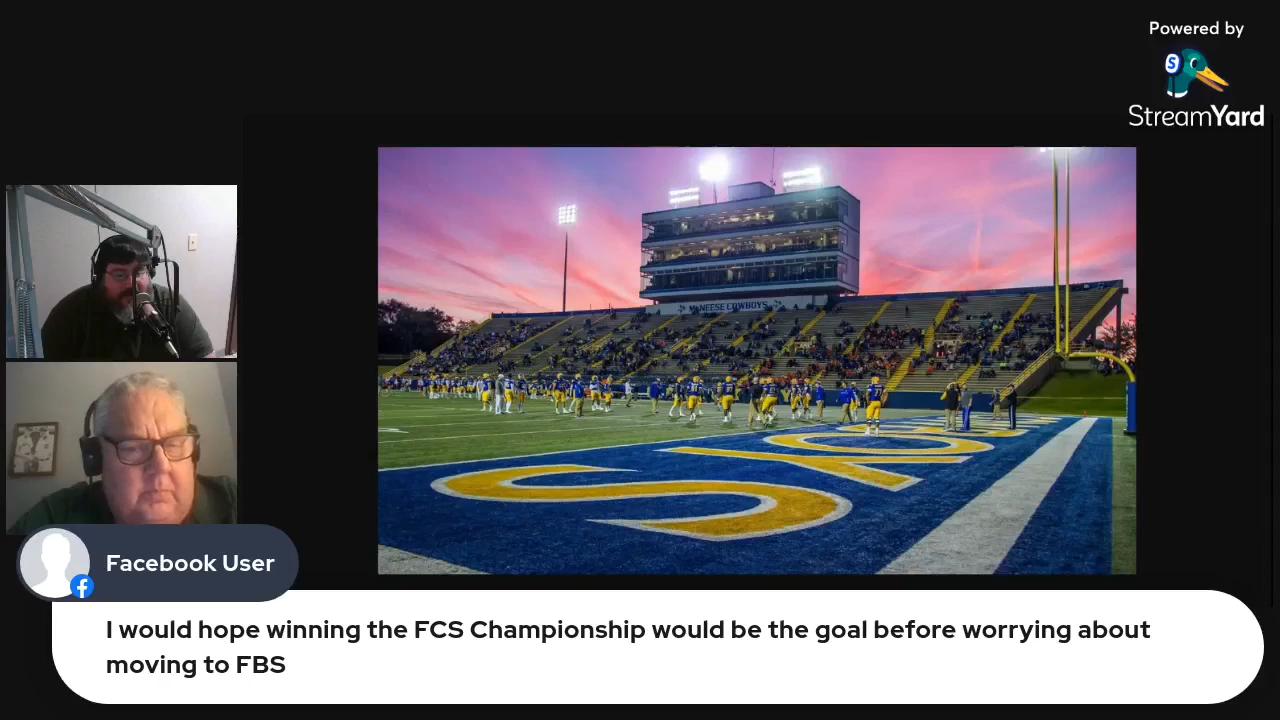 Powered by
S
StreamYard
McNEESE COWBOYS
Facebook User
I would hope winning the FCS Championship would be the goal before worrying about
moving to FBS